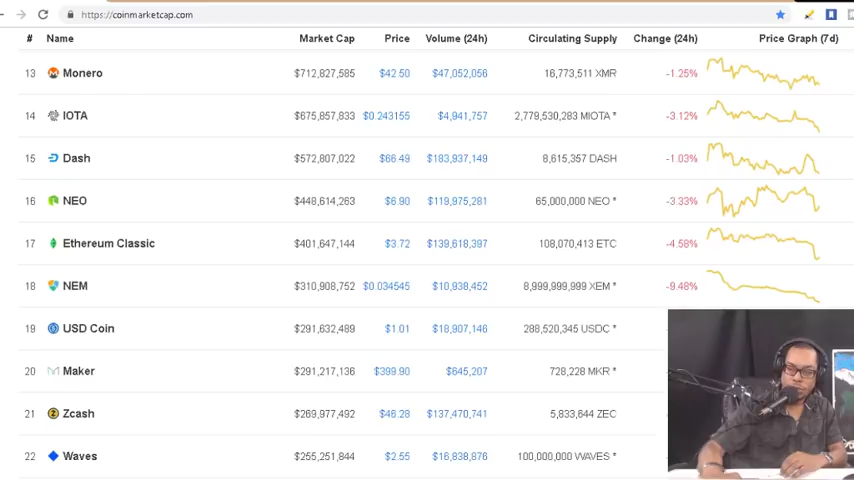 https://coinmarketcap.com
# Name Market Cap Price Volume (24h) Circulating Supply Change (24h) Price Graph (7d)
13 Monero $712,827,585 $42.50 $47,052,056 16,773,511 XMR -1.25%
14 IOTA $675,857,833 $0.243155 $4,941,757 2,779,530,283 MIOTA * -3.12%
15 Dash $572,807,022 $66.49 $183,937,149 8,615,357 DASH -1.03%
16 NEO $448,614,263 $6.90 $119,975,281 65,000,000 NEO * -3.33%
17 Ethereum Classic $401,647,144 $3.72 $139,618,397 108,070,413 ETC -4.58%
18 NEM $310,908,752 $0.034545 $10,938,452 8,999,999,999 XEM * -9.48%
19 USD Coin $291,632,489 $1.01 $18,907,146 288,520,345 USDC *
20 Maker $291,217,136 $399.90 $645,207 728,228 MKR *
21 Zcash $269,977,492 $46.28 $137,470,741 5,833,644 ZEC
22 Waves $255,251,844 $2.55 $16,838,876 100,000,000 WAVES *